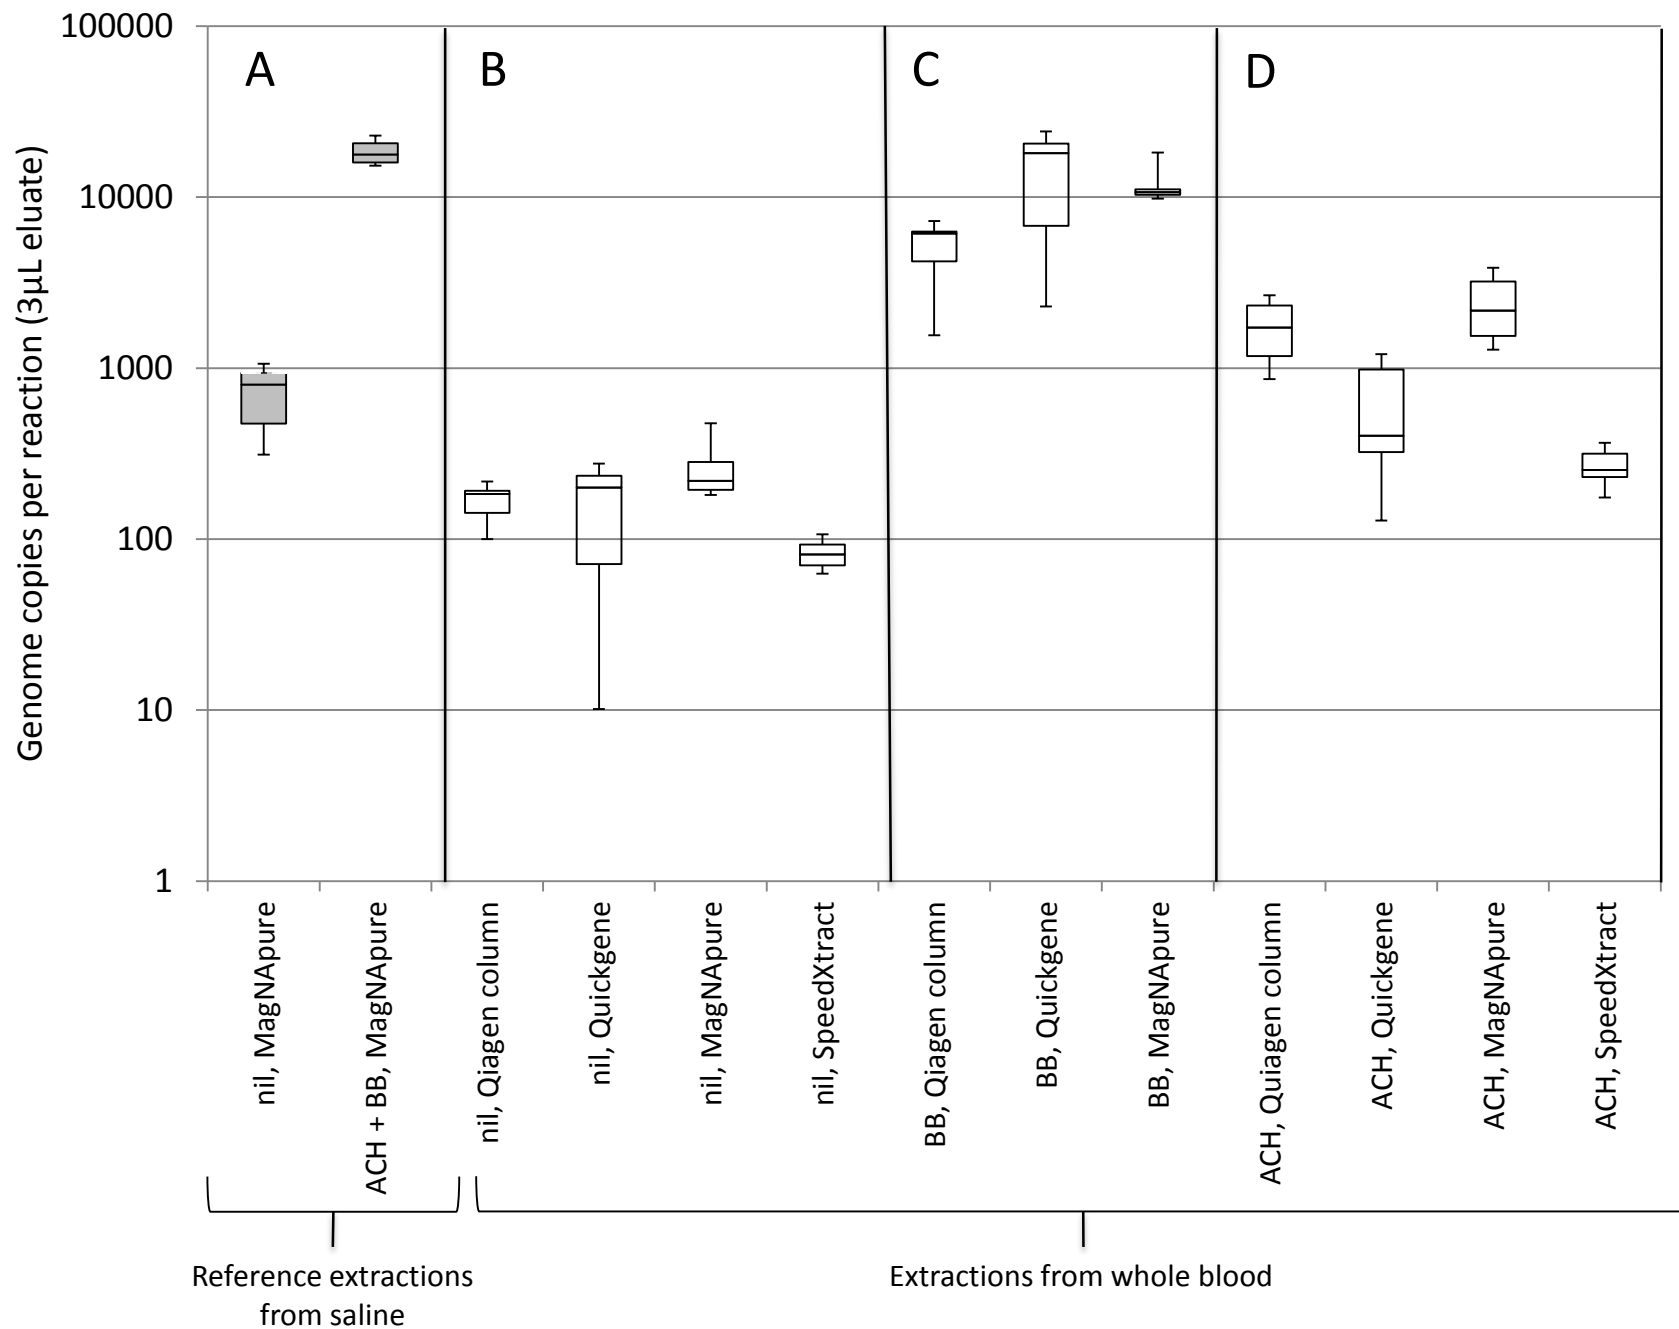 Genome copies per reaction (3µL eluate)
100000
10000
1000
100
10
1
A
B
C
D
nil, MagNApure
ACH + BB, MagNApure
nil, Qiagen column
nil, Quickgene
nil, MagNApure
nil, SpeedXtract
BB, Qiagen column
BB, Quickgene
BB, MagNApure
ACH, Quiagen column
ACH, Quickgene
ACH, MagNApure
ACH, SpeedXtract
Reference extractions
from saline
Extractions from whole blood